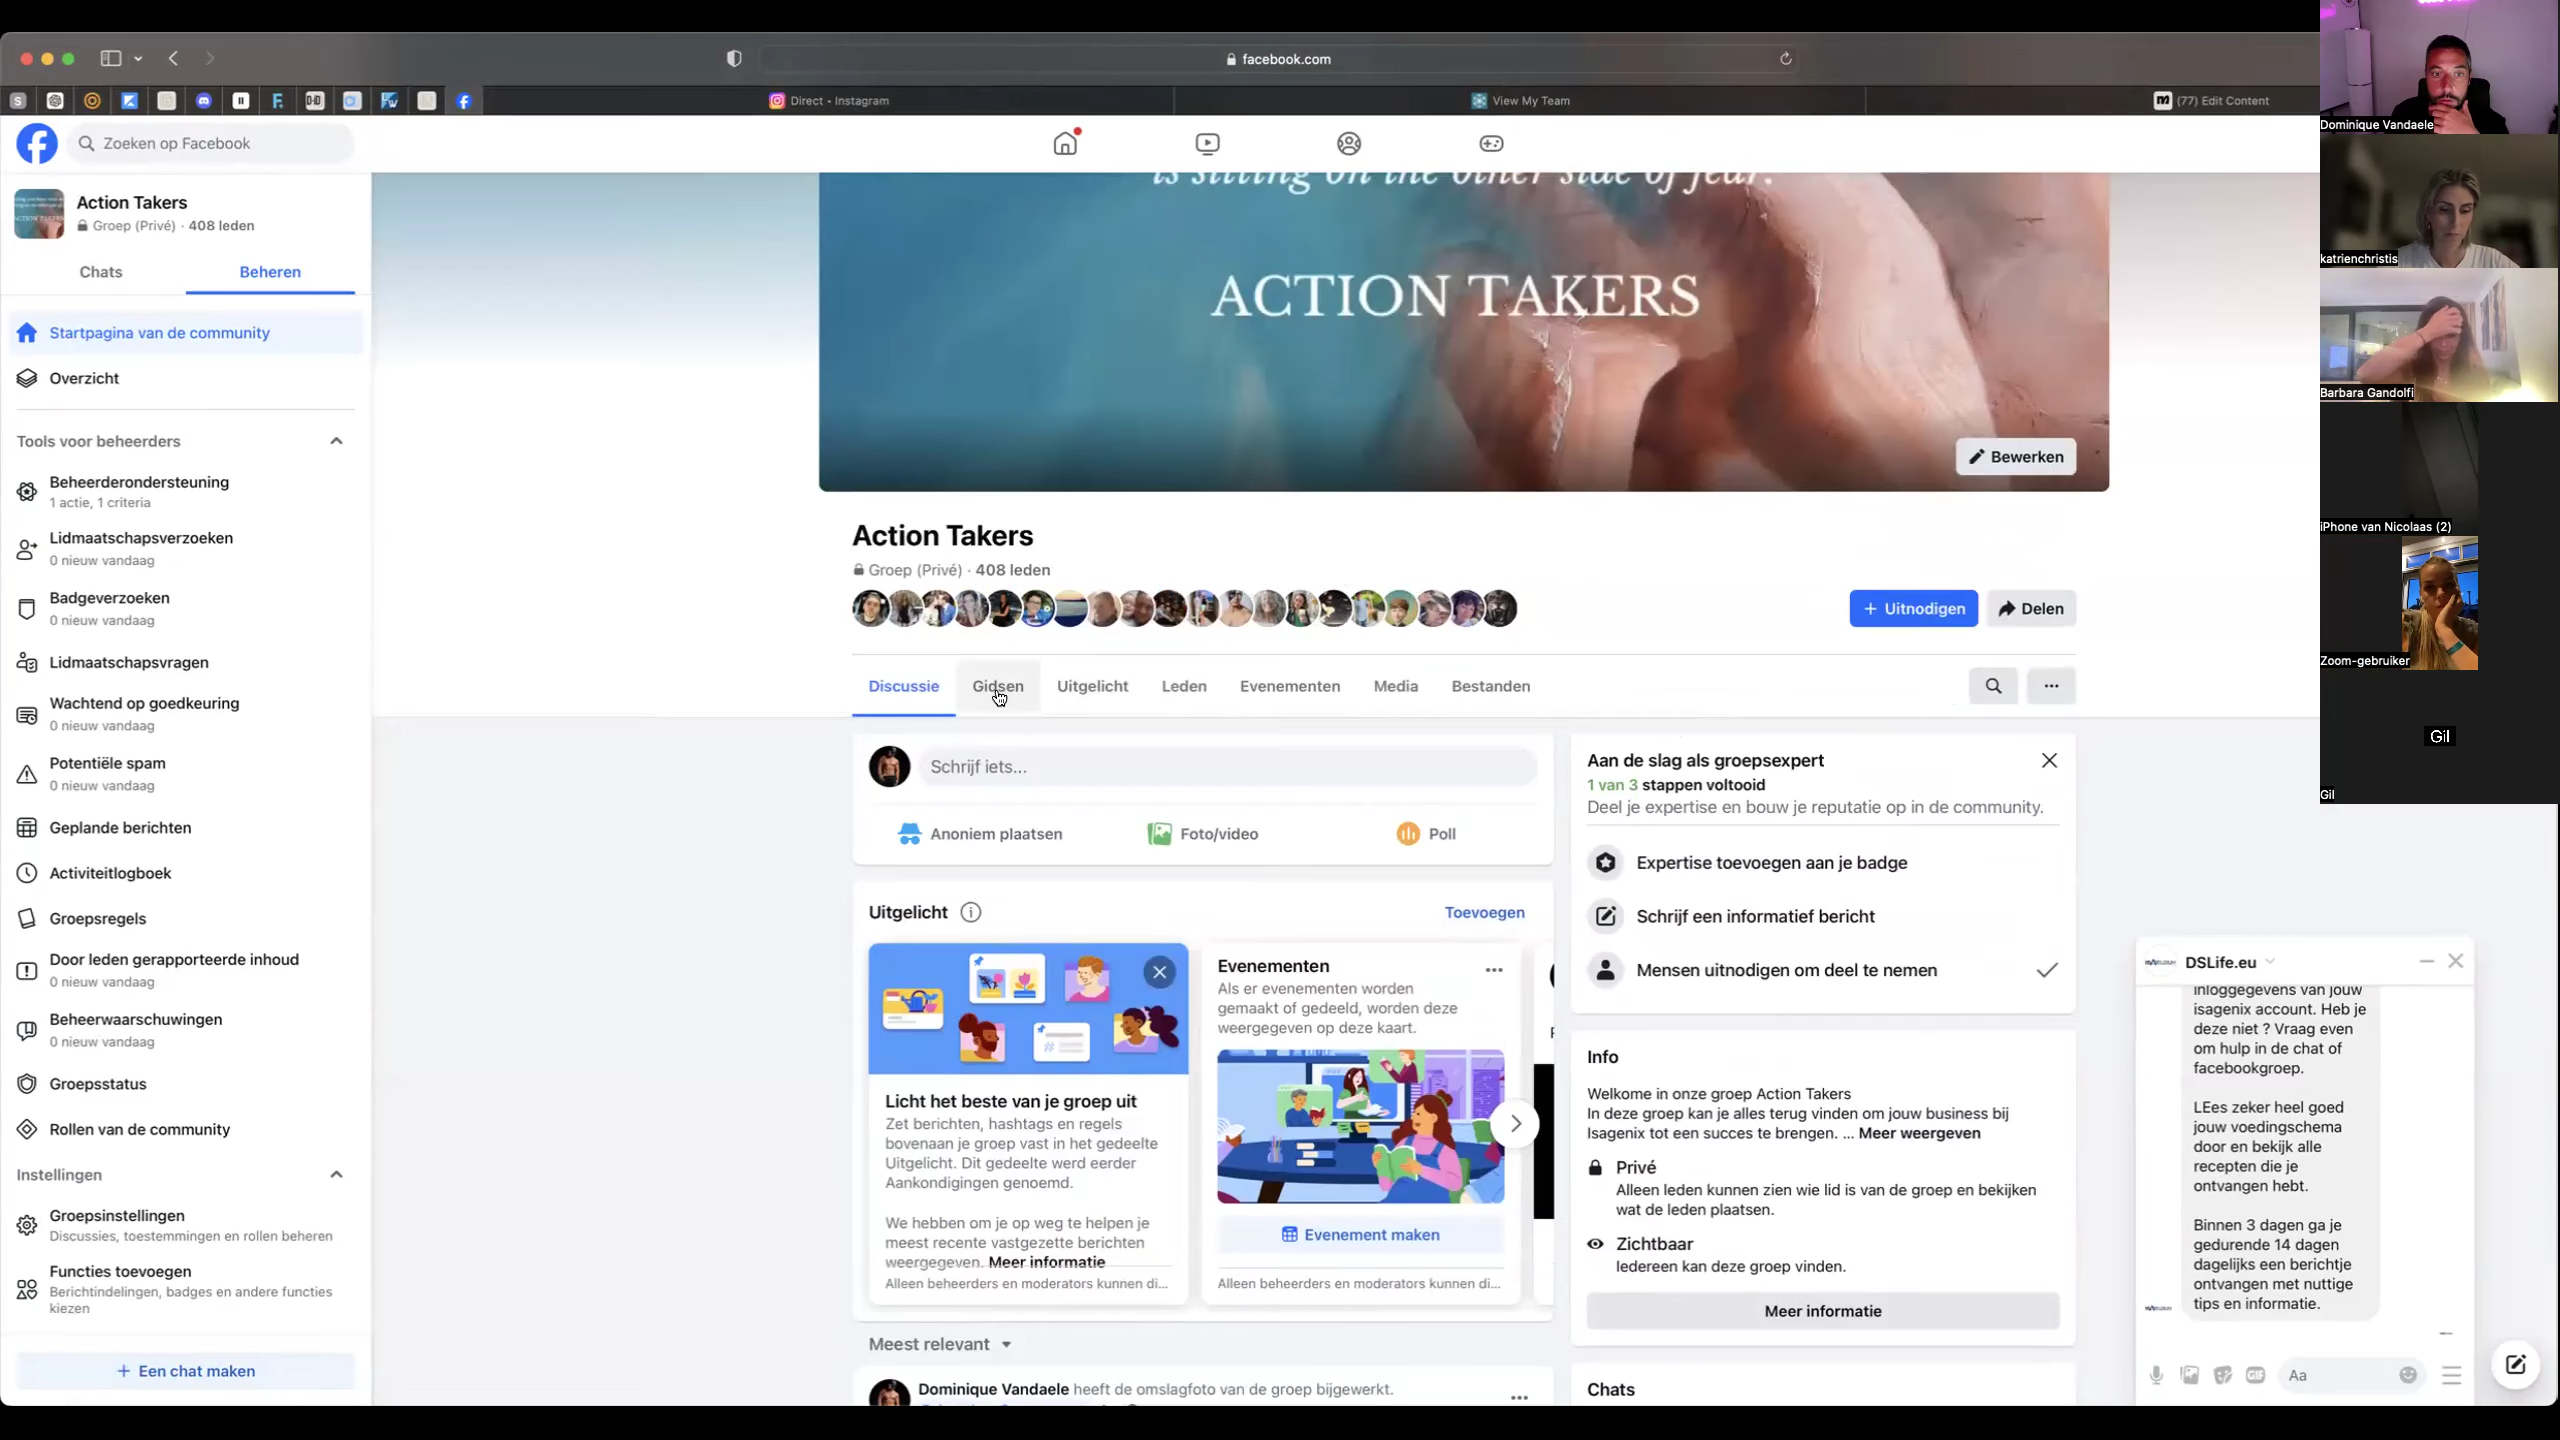 facebook.com
Direct - Instagram
View My Team
(77) Edit Content
Zoeken op Facebook
Action Takers
Groep (Privé) · 408 leden
Chats
Beheren
Startpagina van de community
Overzicht
Tools voor beheerders
Beheerderondersteuning
1 actie, 1 criteria
Lidmaatschapsverzoeken
0 nieuw vandaag
Badgeverzoeken
0 nieuw vandaag
Lidmaatschapsvragen
Wachtend op goedkeuring
0 nieuw vandaag
Potentiële spam
0 nieuw vandaag
Geplande berichten
Activiteitlogboek
Groepsregels
Door leden gerapporteerde inhoud
0 nieuw vandaag
Beheerwaarschuwingen
0 nieuw vandaag
Groepsstatus
Rollen van de community
Instellingen
Groepsinstellingen
Discussies, toestemmingen en rollen beheren
Functies toevoegen
Berichtindelingen, badges en andere functies
kiezen
+ Een chat maken
is sitting on the other side of fear.
ACTION TAKERS
Bewerken
Action Takers
Groep (Privé) · 408 leden
+ Uitnodigen
Delen
Discussie
Gidsen
Uitgelicht
Leden
Evenementen
Media
Bestanden
Schrijf iets...
Anoniem plaatsen
Foto/video
Poll
Uitgelicht
Toevoegen
Licht het beste van je groep uit
Zet berichten, hashtags en regels
bovenaan je groep vast in het gedeelte
Uitgelicht. Dit gedeelte werd eerder
Aankondigingen genoemd.
We hebben om je op weg te helpen je
meest recente vastgezette berichten
weergegeven. Meer informatie
Alleen beheerders en moderators kunnen di...
Evenementen
Als er evenementen worden
gemaakt of gedeeld, worden deze
weergegeven op deze kaart.
Evenement maken
Alleen beheerders en moderators kunnen di...
Meest relevant
Dominique Vandaele heeft de omslagfoto van de groep bijgewerkt.
Aan de slag als groepsexpert
1 van 3 stappen voltooid
Deel je expertise en bouw je reputatie op in de community.
Expertise toevoegen aan je badge
Schrijf een informatief bericht
Mensen uitnodigen om deel te nemen
Info
Welkome in onze groep Action Takers
In deze groep kan je alles terug vinden om jouw business bij
Isagenix tot een succes te brengen. ... Meer weergeven
Privé
Alleen leden kunnen zien wie lid is van de groep en bekijken
wat de leden plaatsen.
Zichtbaar
Iedereen kan deze groep vinden.
Meer informatie
Chats
DSLife.eu
inloggegevens van jouw
isagenix account. Heb je
deze niet ? Vraag even
om hulp in de chat of
facebookgroep.
LEes zeker heel goed
jouw voedingschema
door en bekijk alle
recepten die je
ontvangen hebt.
Binnen 3 dagen ga je
gedurende 14 dagen
dagelijks een berichtje
ontvangen met nuttige
tips en informatie.
GIF
Aa
Dominique Vandaele
katrienchristis
Barbara Gandolfi
iPhone van Nicolaas (2)
Zoom-gebruiker
Gil
Gil